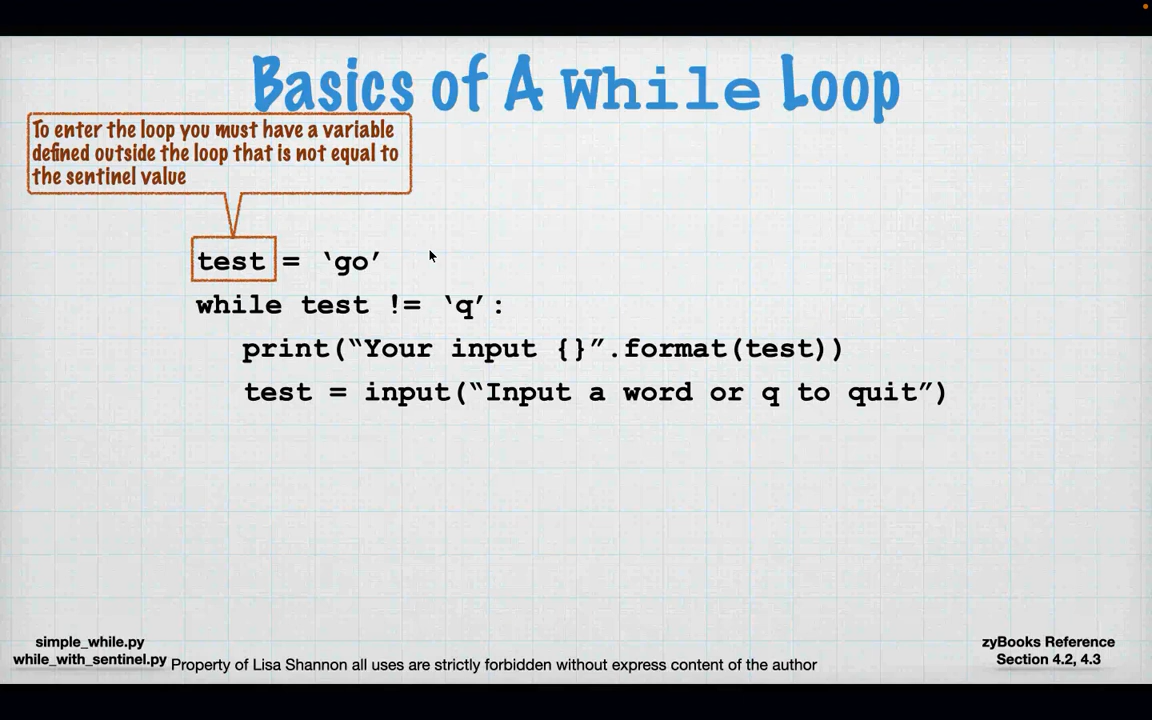 Basics of A While Loop
To enter the loop you must have a variable
defined outside the loop that is not equal to
the sentinel value
test = ‘go’
while test != ‘q’:
print(“Your input {}”.format(test))
test = input(“Input a word or q to quit”)
simple_while.py
while_with_sentinel.py
Property of Lisa Shannon all uses are strictly forbidden without express content of the author
zyBooks Reference
Section 4.2, 4.3